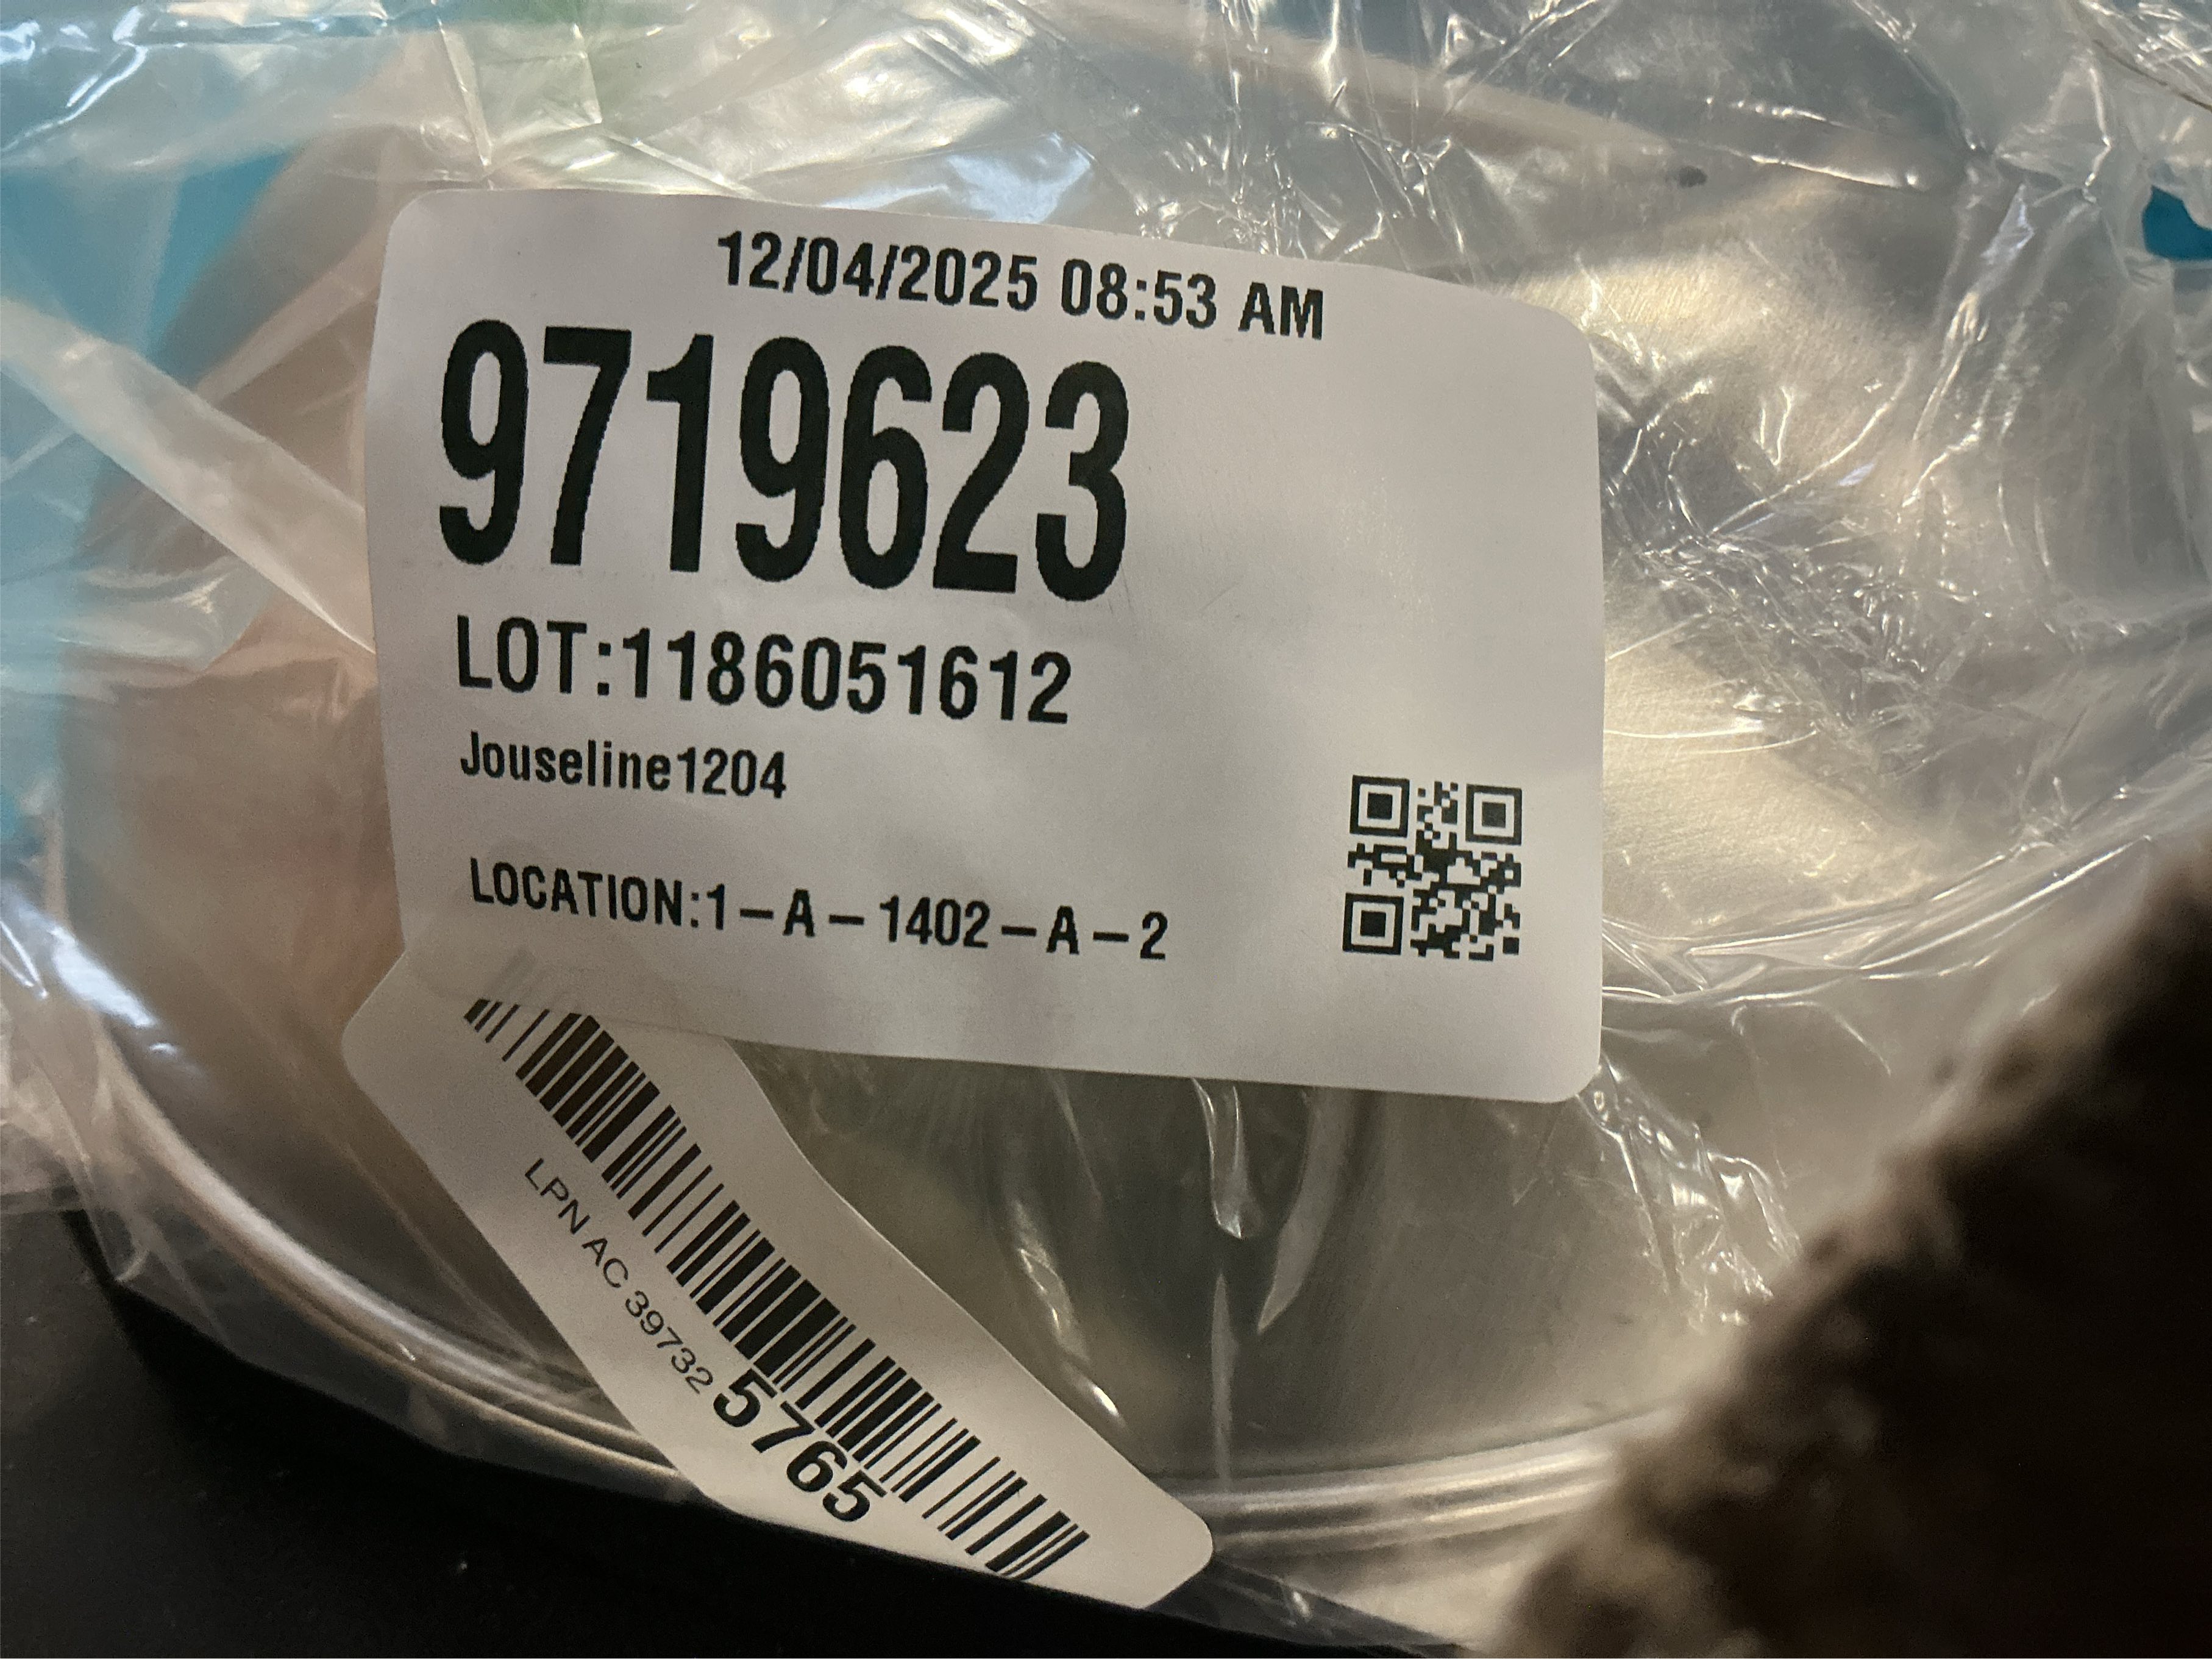 12/04/2025 08:53 AM
9719623
LOT:1186051612
Jouseline1204
LOCATION:1-A-1402-A-2
LPN AC 39732 5765